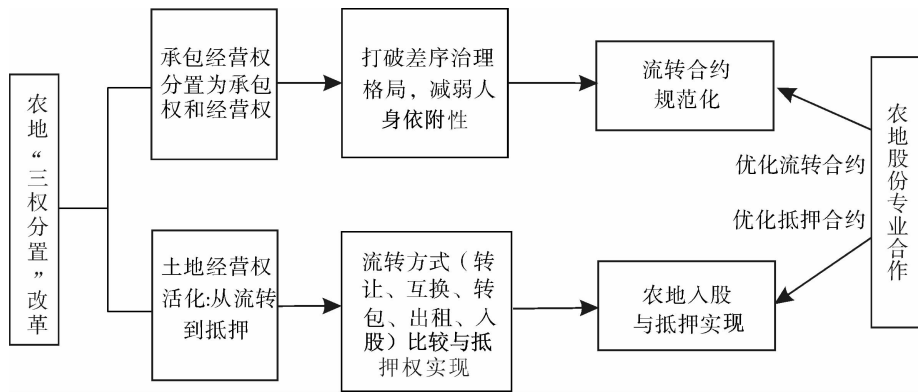 农地“三权分置”改革
承包经营权
分置为承包
权和经营权
打破差序治理
格局，减弱人
身依附性
流转合约
规范化
土地经营权
活化:从流转
到抵押
流转方式（转
让、互换、转
包、出租、入
股）比较与抵
押权实现
农地入股
与抵押实现
优化流转合约
优化抵押合约
农地股份专业合作